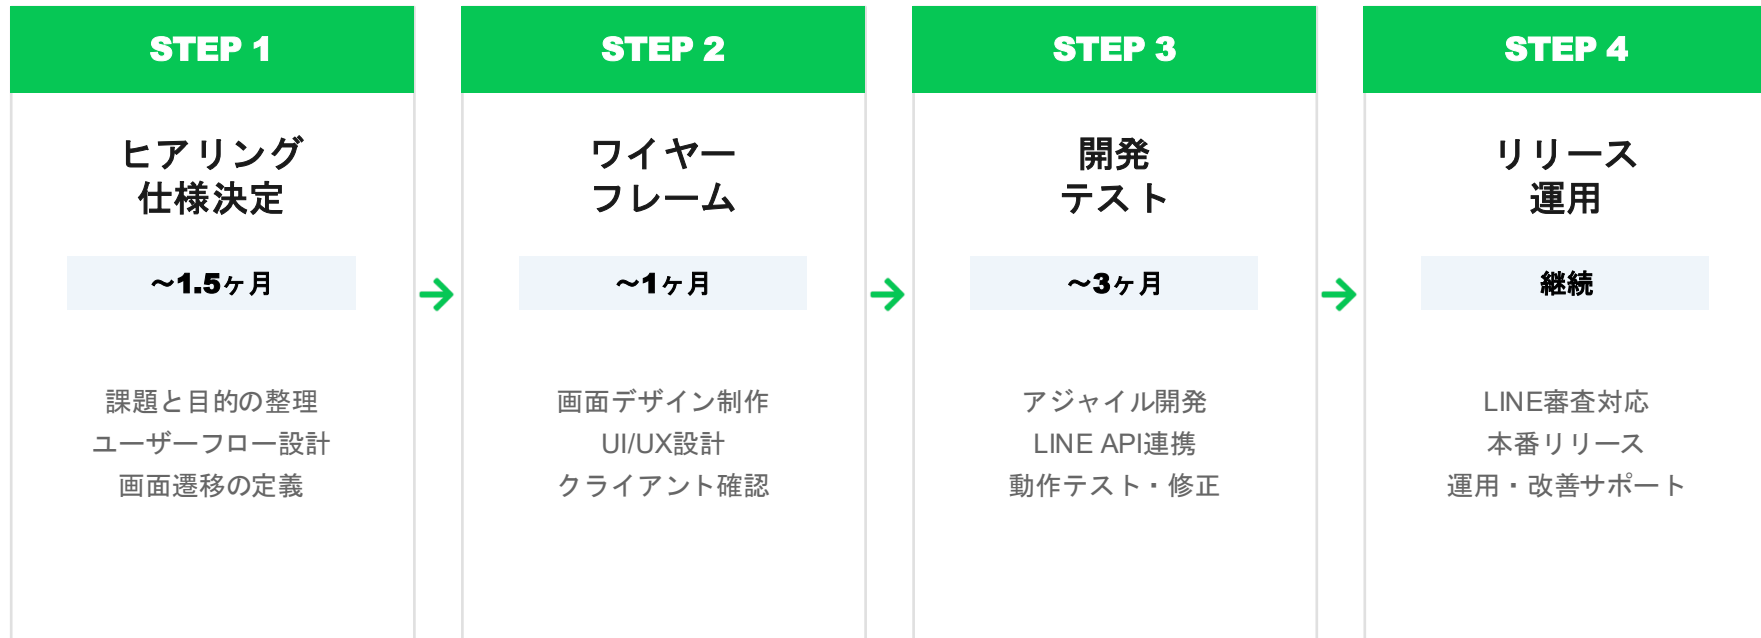 STEP 1
ヒアリング
仕様決定
〜1.5ヶ月
課題と目的の整理
ユーザーフロー設計
画面遷移の定義
STEP 2
ワイヤー
フレーム
〜1ヶ月
画面デザイン制作
UI/UX設計
クライアント確認
STEP 3
開発
テスト
〜3ヶ月
アジャイル開発
LINE API連携
動作テスト・修正
STEP 4
リリース
運用
継続
LINE審査対応
本番リリース
運用・改善サポート